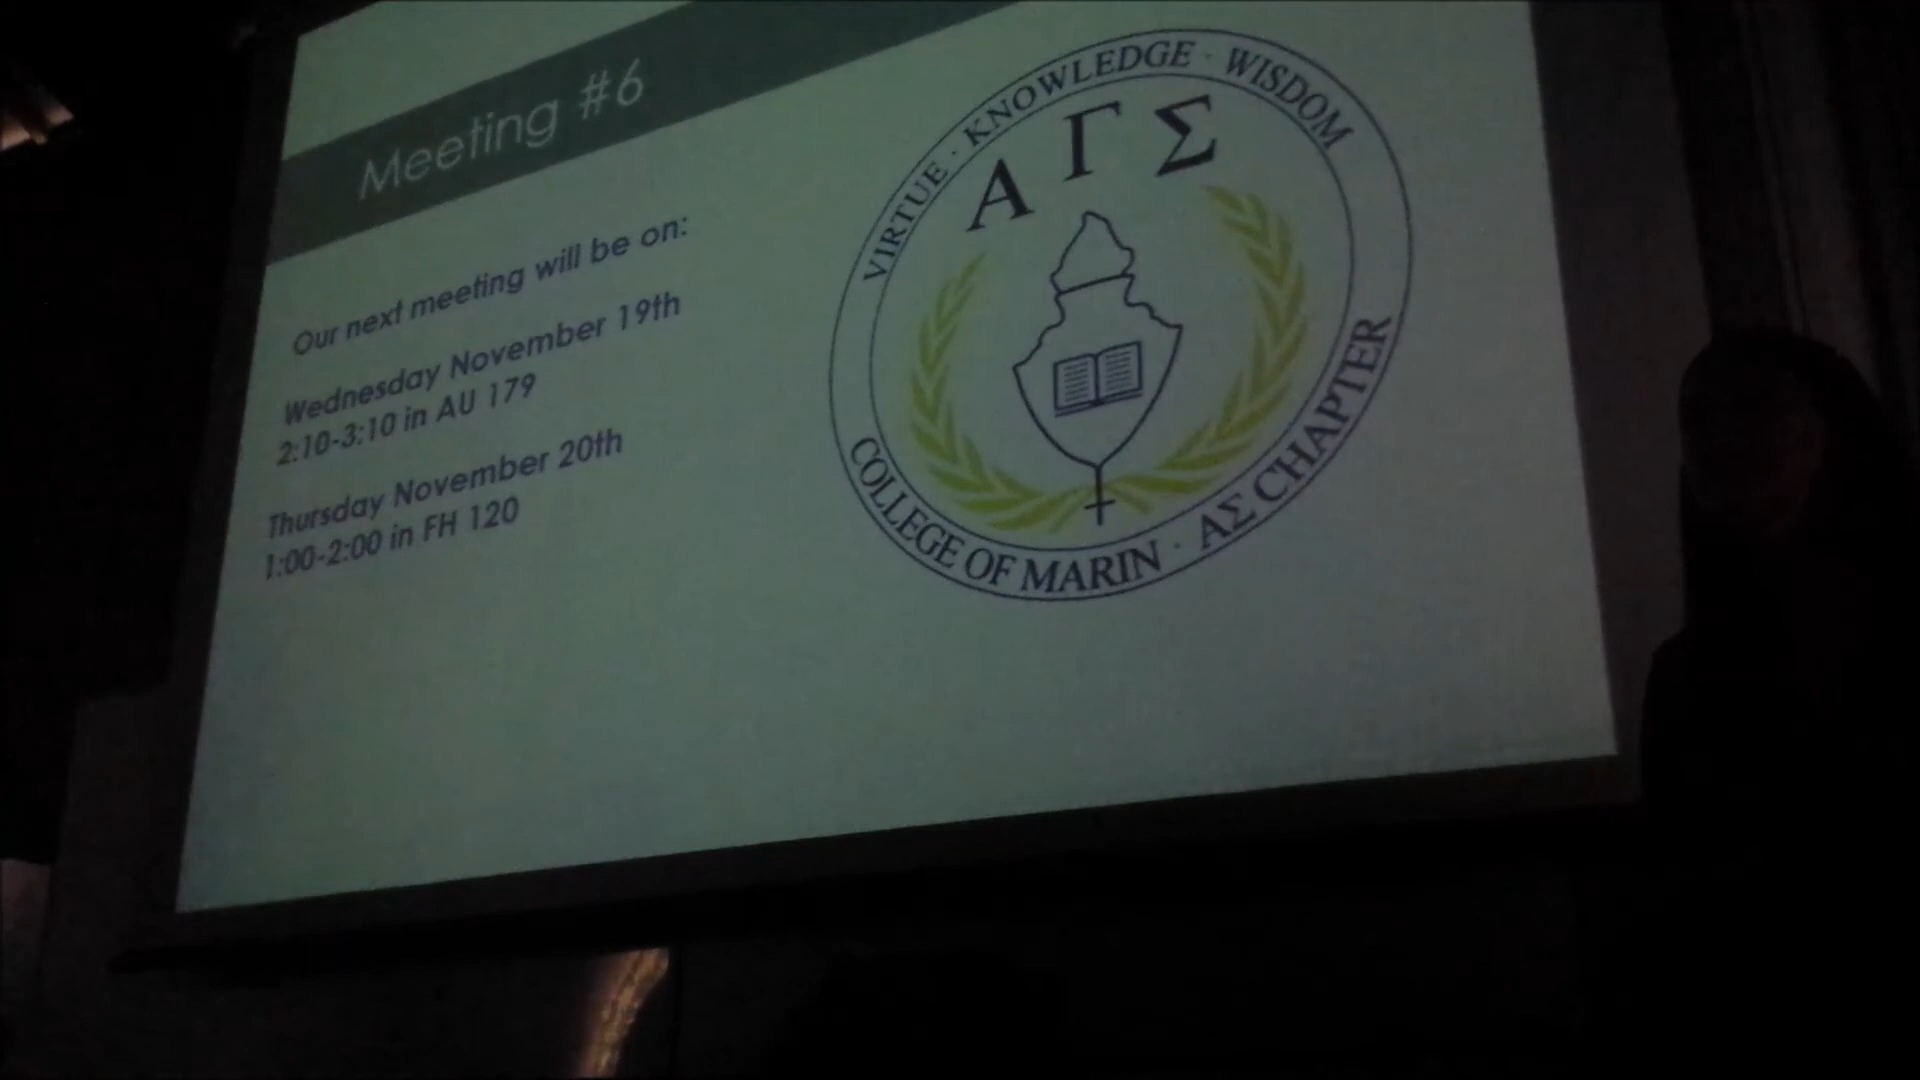 Meeting #6
Our next meeting will be on:
Wednesday November 19th
2:10-3:10 in AU 179
Thursday November 20th
1:00-2:00 in FH 120
VIRTUE · KNOWLEDGE · WISDOM
ΑΓΣ
COLLEGE OF MARIN · ΑΣ CHAPTER